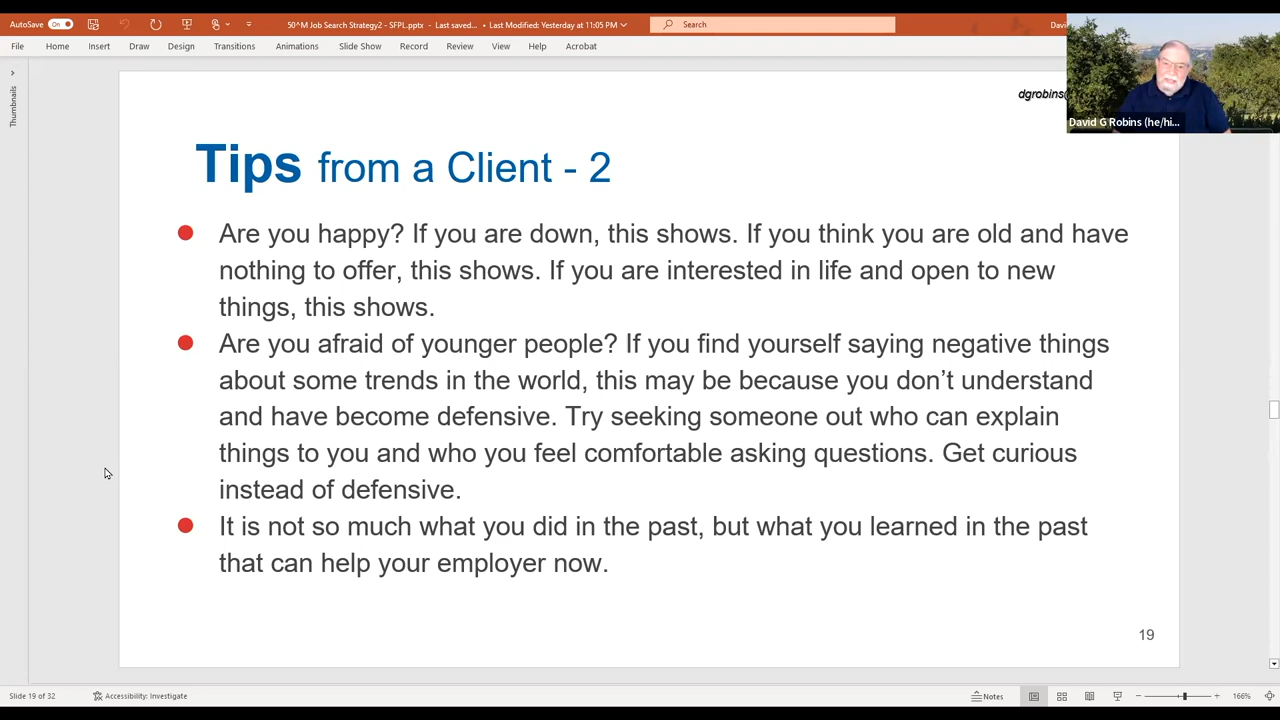 AutoSave On 50^M Job Search Strategy2 - SFPL.pptx - Last saved... • Last Modified: Yesterday at 11:05 PM Search
File Home Insert Draw Design Transitions Animations Slide Show Record Review View Help Acrobat
Thumbnails
dgrobins@
David G Robins (he/hi...
Tips from a Client - 2
Are you happy? If you are down, this shows. If you think you are old and have
nothing to offer, this shows. If you are interested in life and open to new
things, this shows.
Are you afraid of younger people? If you find yourself saying negative things
about some trends in the world, this may be because you don’t understand
and have become defensive. Try seeking someone out who can explain
things to you and who you feel comfortable asking questions. Get curious
instead of defensive.
It is not so much what you did in the past, but what you learned in the past
that can help your employer now.
19
Slide 19 of 32 Accessibility: Investigate Notes 166%